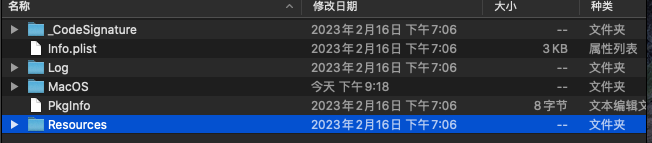 名称 修改日期 大小 种类
_CodeSignature 2023年2月16日 下午7:06 -- 文件夹
Info.plist 2023年2月16日 下午7:06 3 KB 属性列表
Log 2023年2月16日 下午7:06 -- 文件夹
MacOS 今天 下午9:18 -- 文件夹
PkgInfo 2023年2月16日 下午7:06 8字节 文本编辑文
Resources 2023年2月16日 下午7:06 -- 文件夹